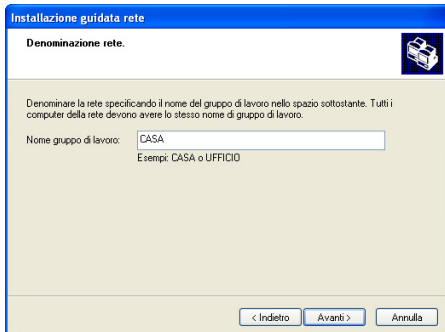 Installazione guidata rete
Denominazione rete.
Denominare la rete specificando il nome del gruppo di lavoro nello spazio sottostante. Tutti i
computer della rete devono avere lo stesso nome di gruppo di lavoro.
Nome gruppo di lavoro: CASA
Esempi: CASA o UFFICIO
< Indietro Avanti > Annulla